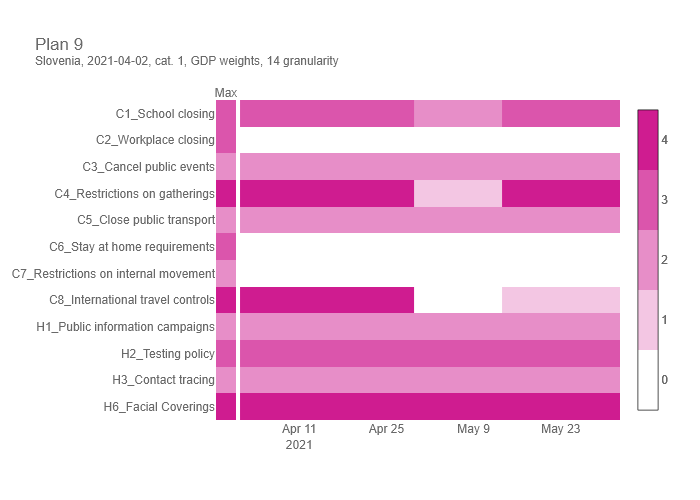 Plan 9
Slovenia, 2021-04-02, cat. 1, GDP weights, 14 granularity
Max
C1_School closing
C2_Workplace closing
C3_Cancel public events
C4_Restrictions on gatherings
C5_Close public transport
C6_Stay at home requirements
C7_Restrictions on internal movement
C8_International travel controls
H1_Public information campaigns
H2_Testing policy
H3_Contact tracing
H6_Facial Coverings
Apr 11 Apr 25 May 9 May 23
2021
4
3
2
1
0